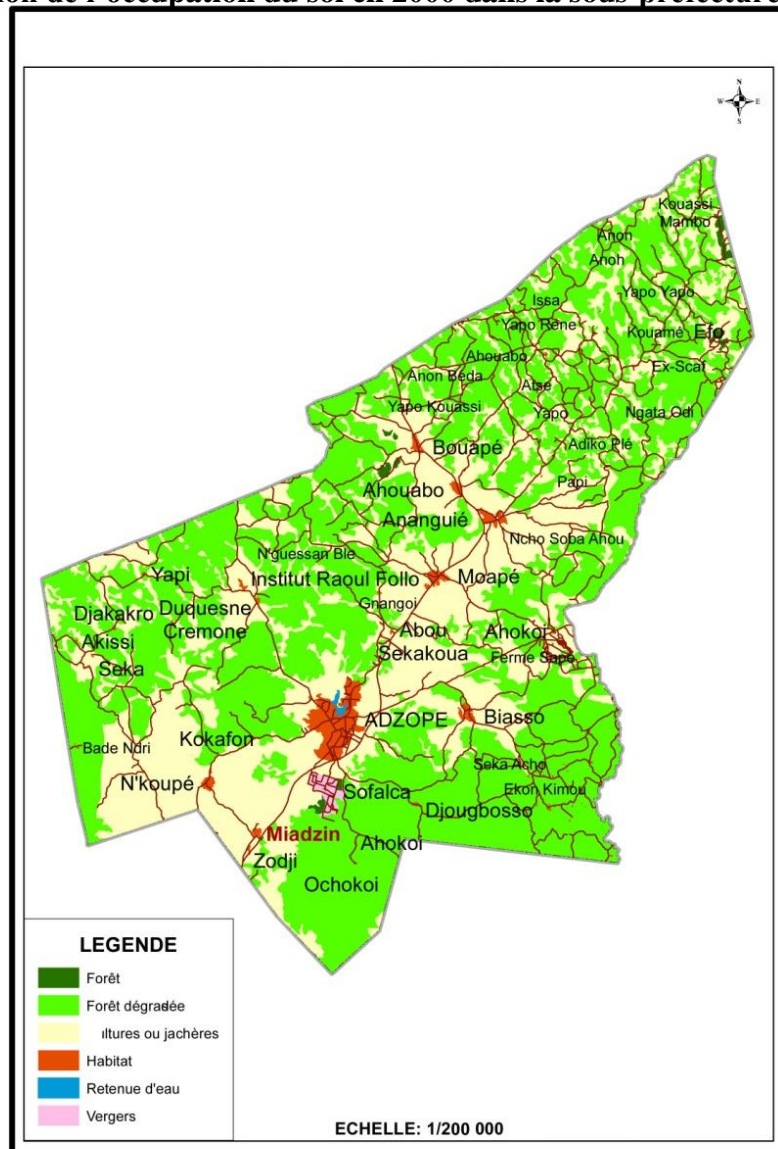 ion de l'occupation du sol en 2000 dans la sous-préfecture
N
W E
S
Kouassi
Mambo
Anon
Anoh
Yapo Yapo
Issa
Yapo Rene
Kouamé
Efo
Ahouabo
Ex-Scaf
Anon Beda
Atse
Yapo Kouassi
Yapo
Ngata Odi
Bouapé
Adiko Plé
Ahouabo
Papi
Ananguié
Ncho Soba Ahou
N'guessan Ble
Yapi
Institut Raoul Follo
Moapé
Djakakro
Duquesne
Gnangoi
Akissi
Cremone
Abou
Ahokoi
Seka
Sekakoua
Ferme Sape
ADZOPE
Biasso
Kokafon
Bade Ndri
Seka Acho
N'koupé
Sofalca
Ekon Kimou
Djougbosso
Miadzin
Ahokoi
Zodji
Ochokoi
LEGENDE
Forêt
Forêt dégradée
ultures ou jachères
Habitat
Retenue d'eau
Vergers
ECHELLE: 1/200 000